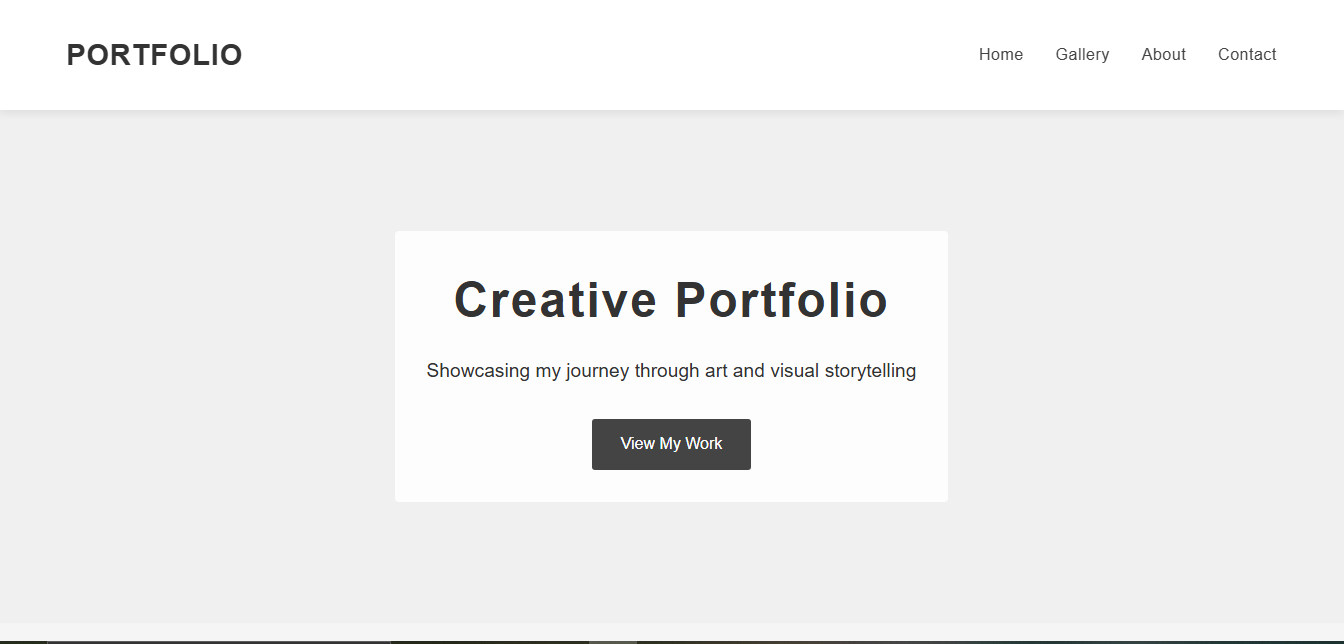 PORTFOLIO
Home Gallery About Contact
Creative Portfolio
Showcasing my journey through art and visual storytelling
View My Work